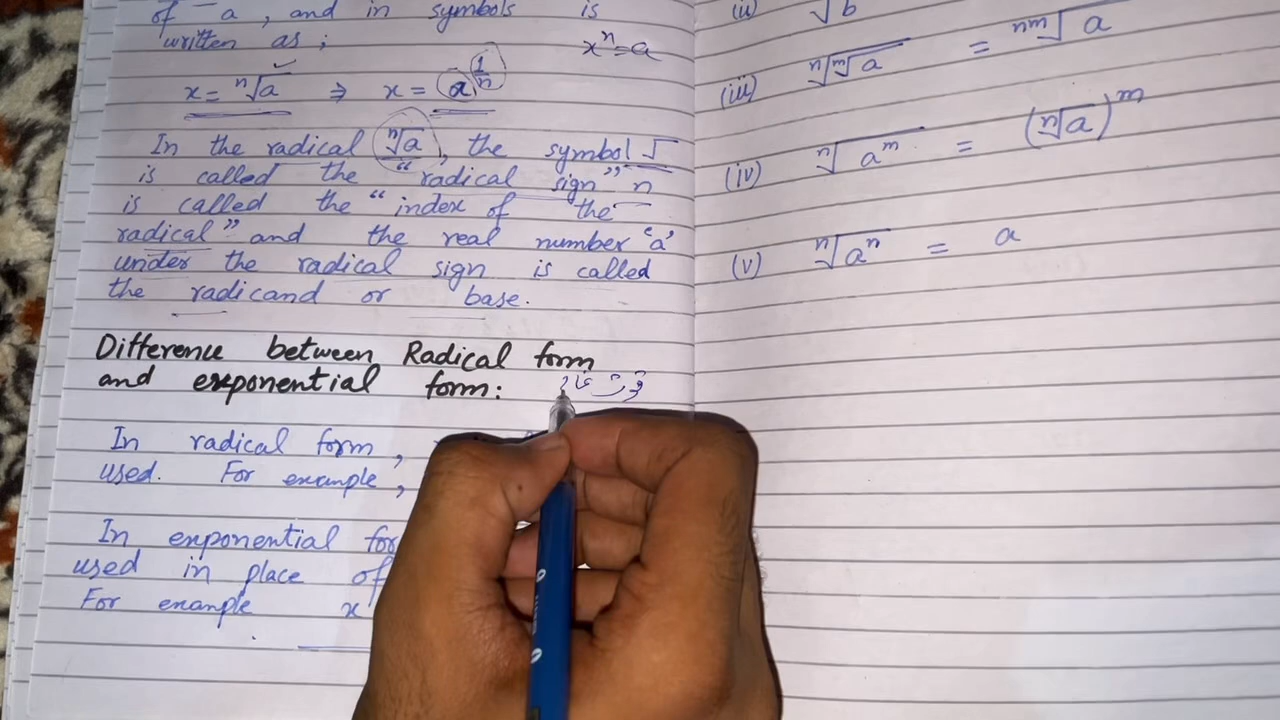 of a, and in symbols is
written as; xⁿ=a
x = ⁿ√a ⇒ x = a^(1/n)
In the radical ⁿ√a, the symbol √
is called the "radical sign" n
is called the "index of the
radical" and the real number 'a'
under the radical sign is called
the radicand or base.
Difference between Radical form
and exponential form:
In radical form,
used. For example,
In exponential for
used in place of
For example x
(ii) √b
(iii) ⁿ√ᵐ√a = ⁿᵐ√a
(iv) ⁿ√aᵐ = (ⁿ√a)ᵐ
(v) ⁿ√aⁿ = a